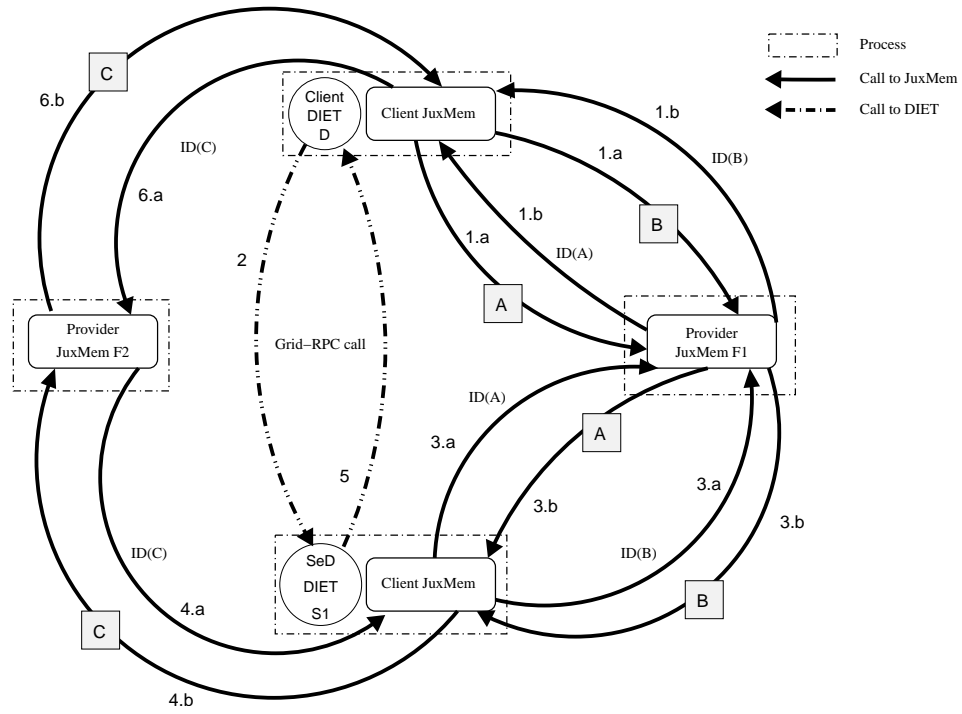 C
Process
Call to JuxMem
Call to DIET
6.b
Client
DIET
D
Client JuxMem
1.b
ID(C)
1.a
ID(B)
6.a
1.b
B
1.a
ID(A)
2
A
Provider
JuxMem F2
Grid−RPC call
Provider
JuxMem F1
ID(A)
A
3.a
5
3.b
3.a
3.b
ID(C)
ID(B)
SeD
DIET
S1
Client JuxMem
4.a
B
C
4.b